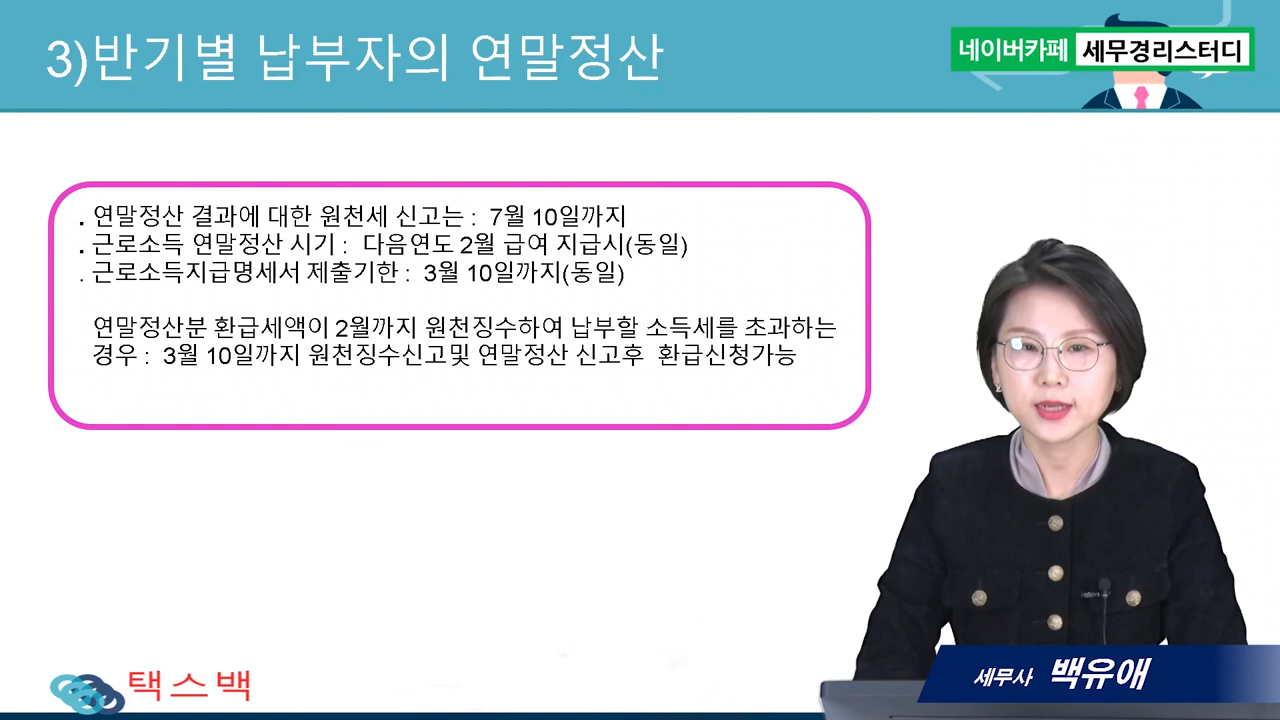 3)반기별 납부자의 연말정산
네이버카페 세무경리스터디
. 연말정산 결과에 대한 원천세 신고는 : 7월 10일까지
. 근로소득 연말정산 시기 : 다음연도 2월 급여 지급시(동일)
. 근로소득지급명세서 제출기한 : 3월 10일까지(동일)
연말정산분 환급세액이 2월까지 원천징수하여 납부할 소득세를 초과하는
경우 : 3월 10일까지 원천징수신고및 연말정산 신고후 환급신청가능
택스백
세무사 백유애